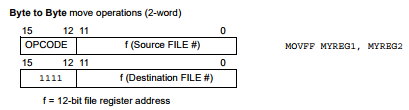 Byte to Byte move operations (2-word)
15 12 11 0
OPCODE f (Source FILE #) MOVFF MYREG1, MYREG2
15 12 11 0
1111 f (Destination FILE #)
f = 12-bit file register address